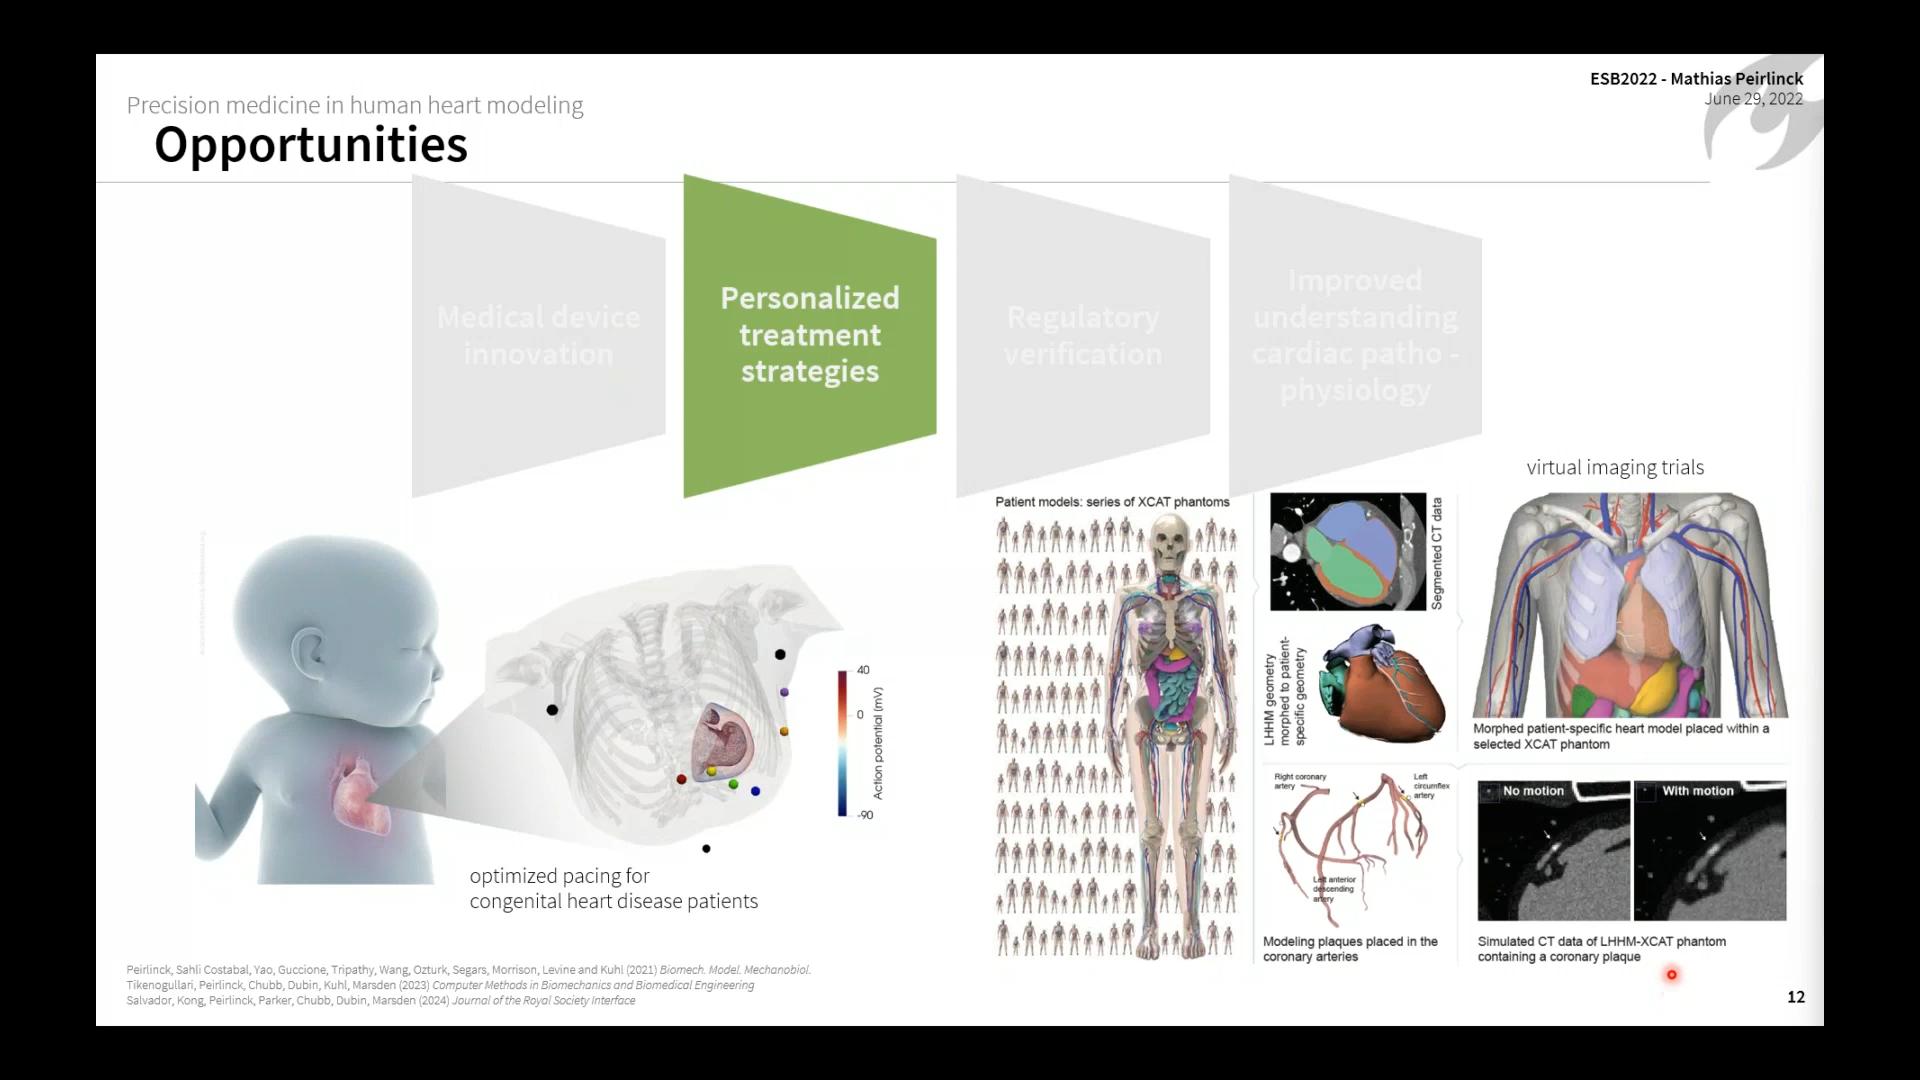 ESB2022 - Mathias Peirlinck
June 29, 2022
Precision medicine in human heart modeling
Opportunities
Medical device
innovation
Personalized
treatment
strategies
Regulatory
verification
Improved
understanding
cardiac patho -
physiology
virtual imaging trials
Patient models: series of XCAT phantoms
Segmented CT data
LHHM geometry
morphed to patient-
specific geometry
Morphed patient-specific heart model placed within a
selected XCAT phantom
40
0
-90
Action potential (mV)
Right coronary
artery
Left
circumflex
artery
Left anterior
descending
artery
No motion
With motion
optimized pacing for
congenital heart disease patients
Modeling plaques placed in the
coronary arteries
Simulated CT data of LHHM-XCAT phantom
containing a coronary plaque
Peirlinck, Sahli Costabal, Yao, Guccione, Tripathy, Wang, Ozturk, Segars, Morrison, Levine and Kuhl (2021) Biomech. Model. Mechanobiol.
Tikenogullari, Peirlinck, Chubb, Dubin, Kuhl, Marsden (2023) Computer Methods in Biomechanics and Biomedical Engineering
Salvador, Kong, Peirlinck, Parker, Chubb, Dubin, Marsden (2024) Journal of the Royal Society Interface
12